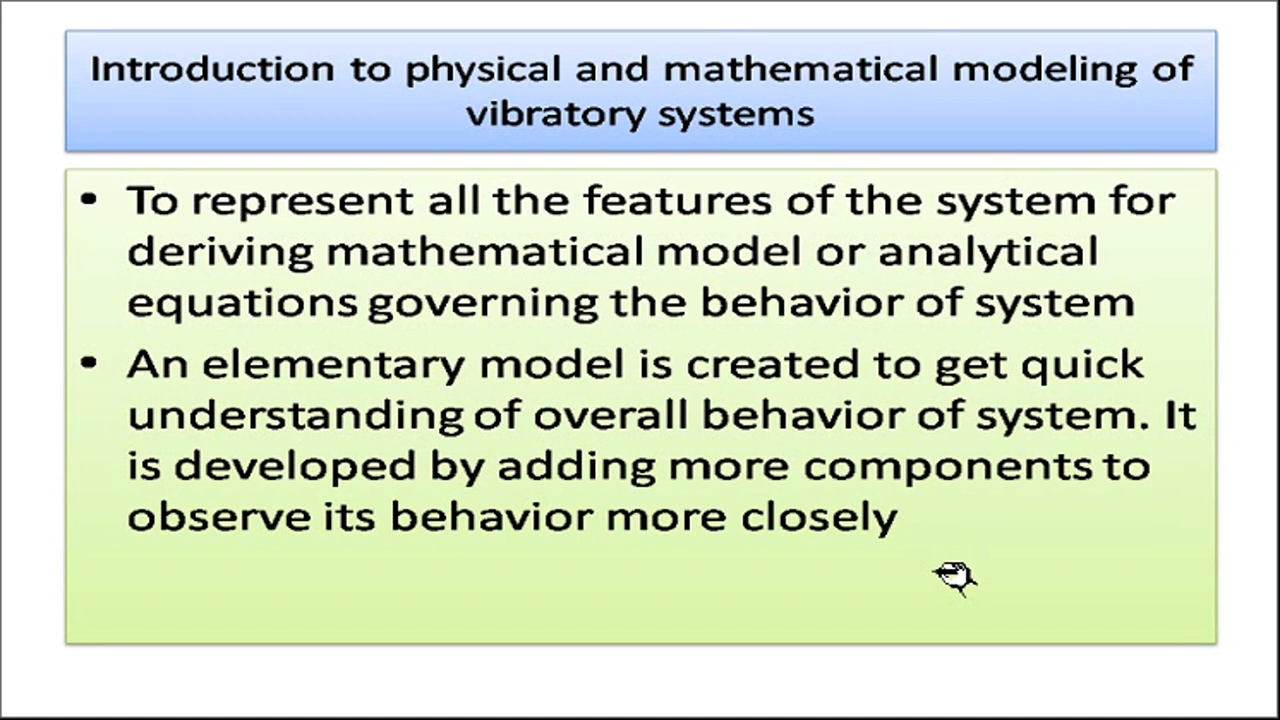 Introduction to physical and mathematical modeling of
vibratory systems
• To represent all the features of the system for
deriving mathematical model or analytical
equations governing the behavior of system
• An elementary model is created to get quick
understanding of overall behavior of system. It
is developed by adding more components to
observe its behavior more closely